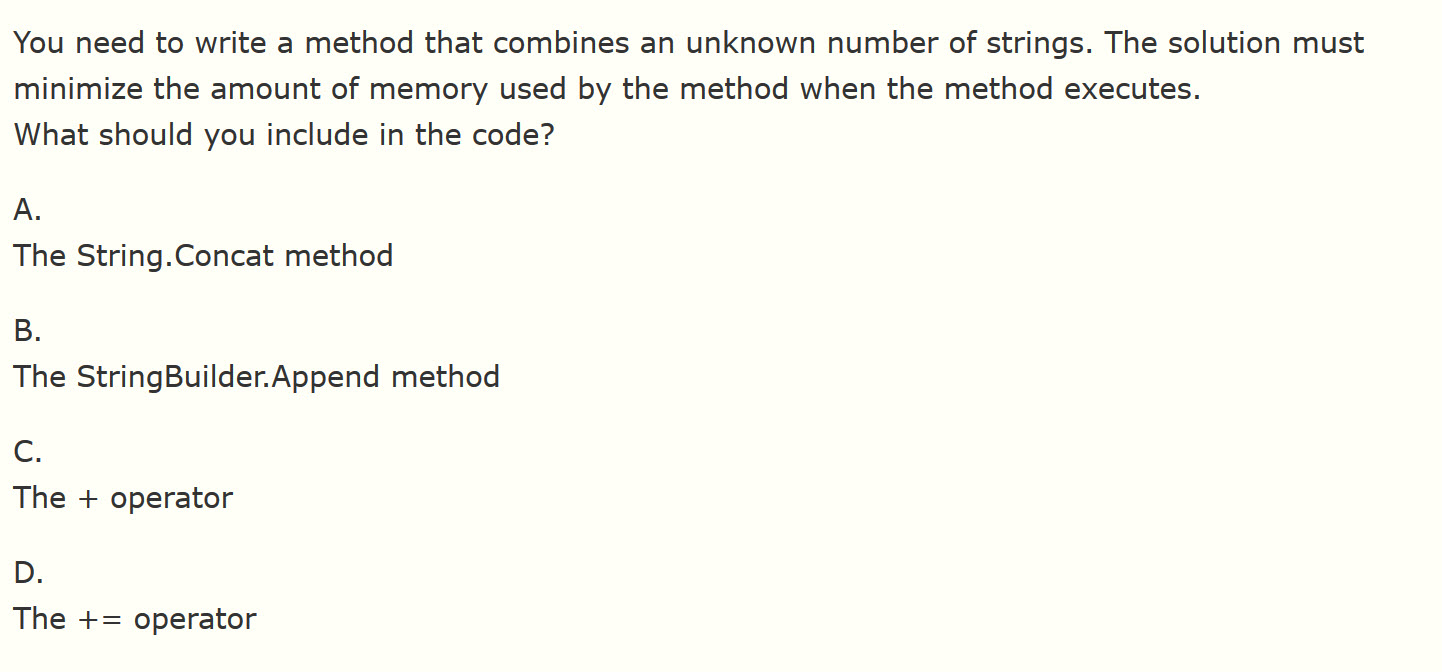 You need to write a method that combines an unknown number of strings. The solution must
minimize the amount of memory used by the method when the method executes.
What should you include in the code?
A.
The String.Concat method
B.
The StringBuilder.Append method
C.
The + operator
D.
The += operator